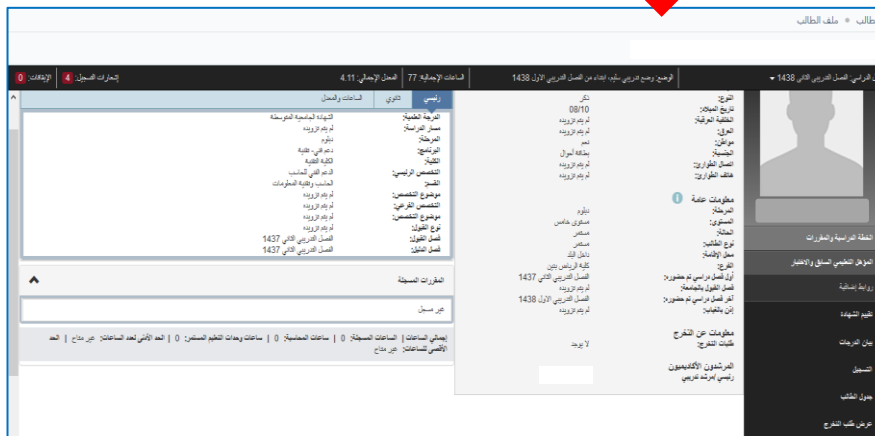 الطالب • ملف الطالب
الفصل الدراسي: الفصل التدريبي الثاني 1438
الوضع: وضع تدريبي سليم، ابتداء من الفصل التدريبي الاول 1438
الساعات الإجمالية: 77 | المعدل الإجمالي: 4.11
إشعارات التسجيل: 4 | الإيقافات: 0
النوع: ذكر
تاريخ الميلاد: 08/10
الخلفية العرقية: لم يتم تزويده
العرق: لم يتم تزويده
مواطن: نعم
الجنسية: بطاقة أحوال
اتصال الطوارئ: لم يتم تزويده
هاتف الطوارئ: لم يتم تزويده
معلومات عامة
المرحلة: دبلوم
المستوى: مستوى خامس
الحالة: مستمر
نوع الطالب: مستمر
محل الإقامة: داخل البلد
الفرع: كلية الرياض بنين
أول فصل دراسي تم حضوره: الفصل التدريبي الثاني 1437
فصل القبول بالجامعة: لم يتم تزويده
آخر فصل دراسي تم حضوره: الفصل التدريبي الاول 1438
إذن بالغياب: لم يتم تزويده
معلومات عن التخرج
طلبات التخرج: لا يوجد
المرشدون الأكاديميون
رئيسي /مرشد تدريبي
الخطة الدراسية والمقررات
المؤهل التعليمي السابق والاختبار
روابط إضافية
تقييم الشهادة
بيان الدرجات
التسجيل
جدول الطالب
عرض طلب التخرج
رئيسي ثانوي الساعات والمعدل
الدرجة العلمية: الشهادة الجامعية المتوسطة
مسار الدراسة: لم يتم تزويده
المرحلة: دبلوم
البرنامج: دعم فني- تقنية
الكلية: الكلية التقنية
التخصص الرئيسي: الدعم الفني للحاسب
القسم: الحاسب وتقنية المعلومات
موضوع التخصص: لم يتم تزويده
التخصص الفرعي: لم يتم تزويده
موضوع التخصص: لم يتم تزويده
نوع القبول: لم يتم تزويده
فصل القبول: الفصل التدريبي الثاني 1437
فصل الدليل: الفصل التدريبي الثاني 1437
المقررات المسجلة
غير مسجل
إجمالي الساعات | الساعات المسجلة: 0 | ساعات المحاسبة: 0 | ساعات وحدات التعليم المستمر: 0 | الحد الأدنى لعدد الساعات: غير متاح | الحد
الأقصى للساعات: غير متاح